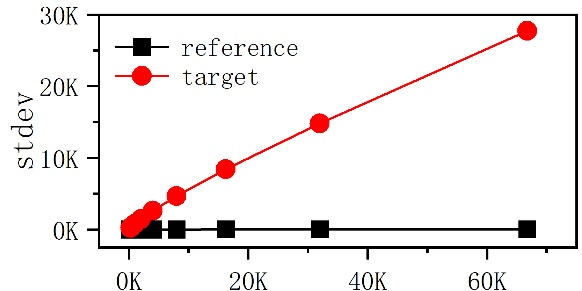 30K
reference
target
20K
stdev
10K
0K
0K 20K 40K 60K